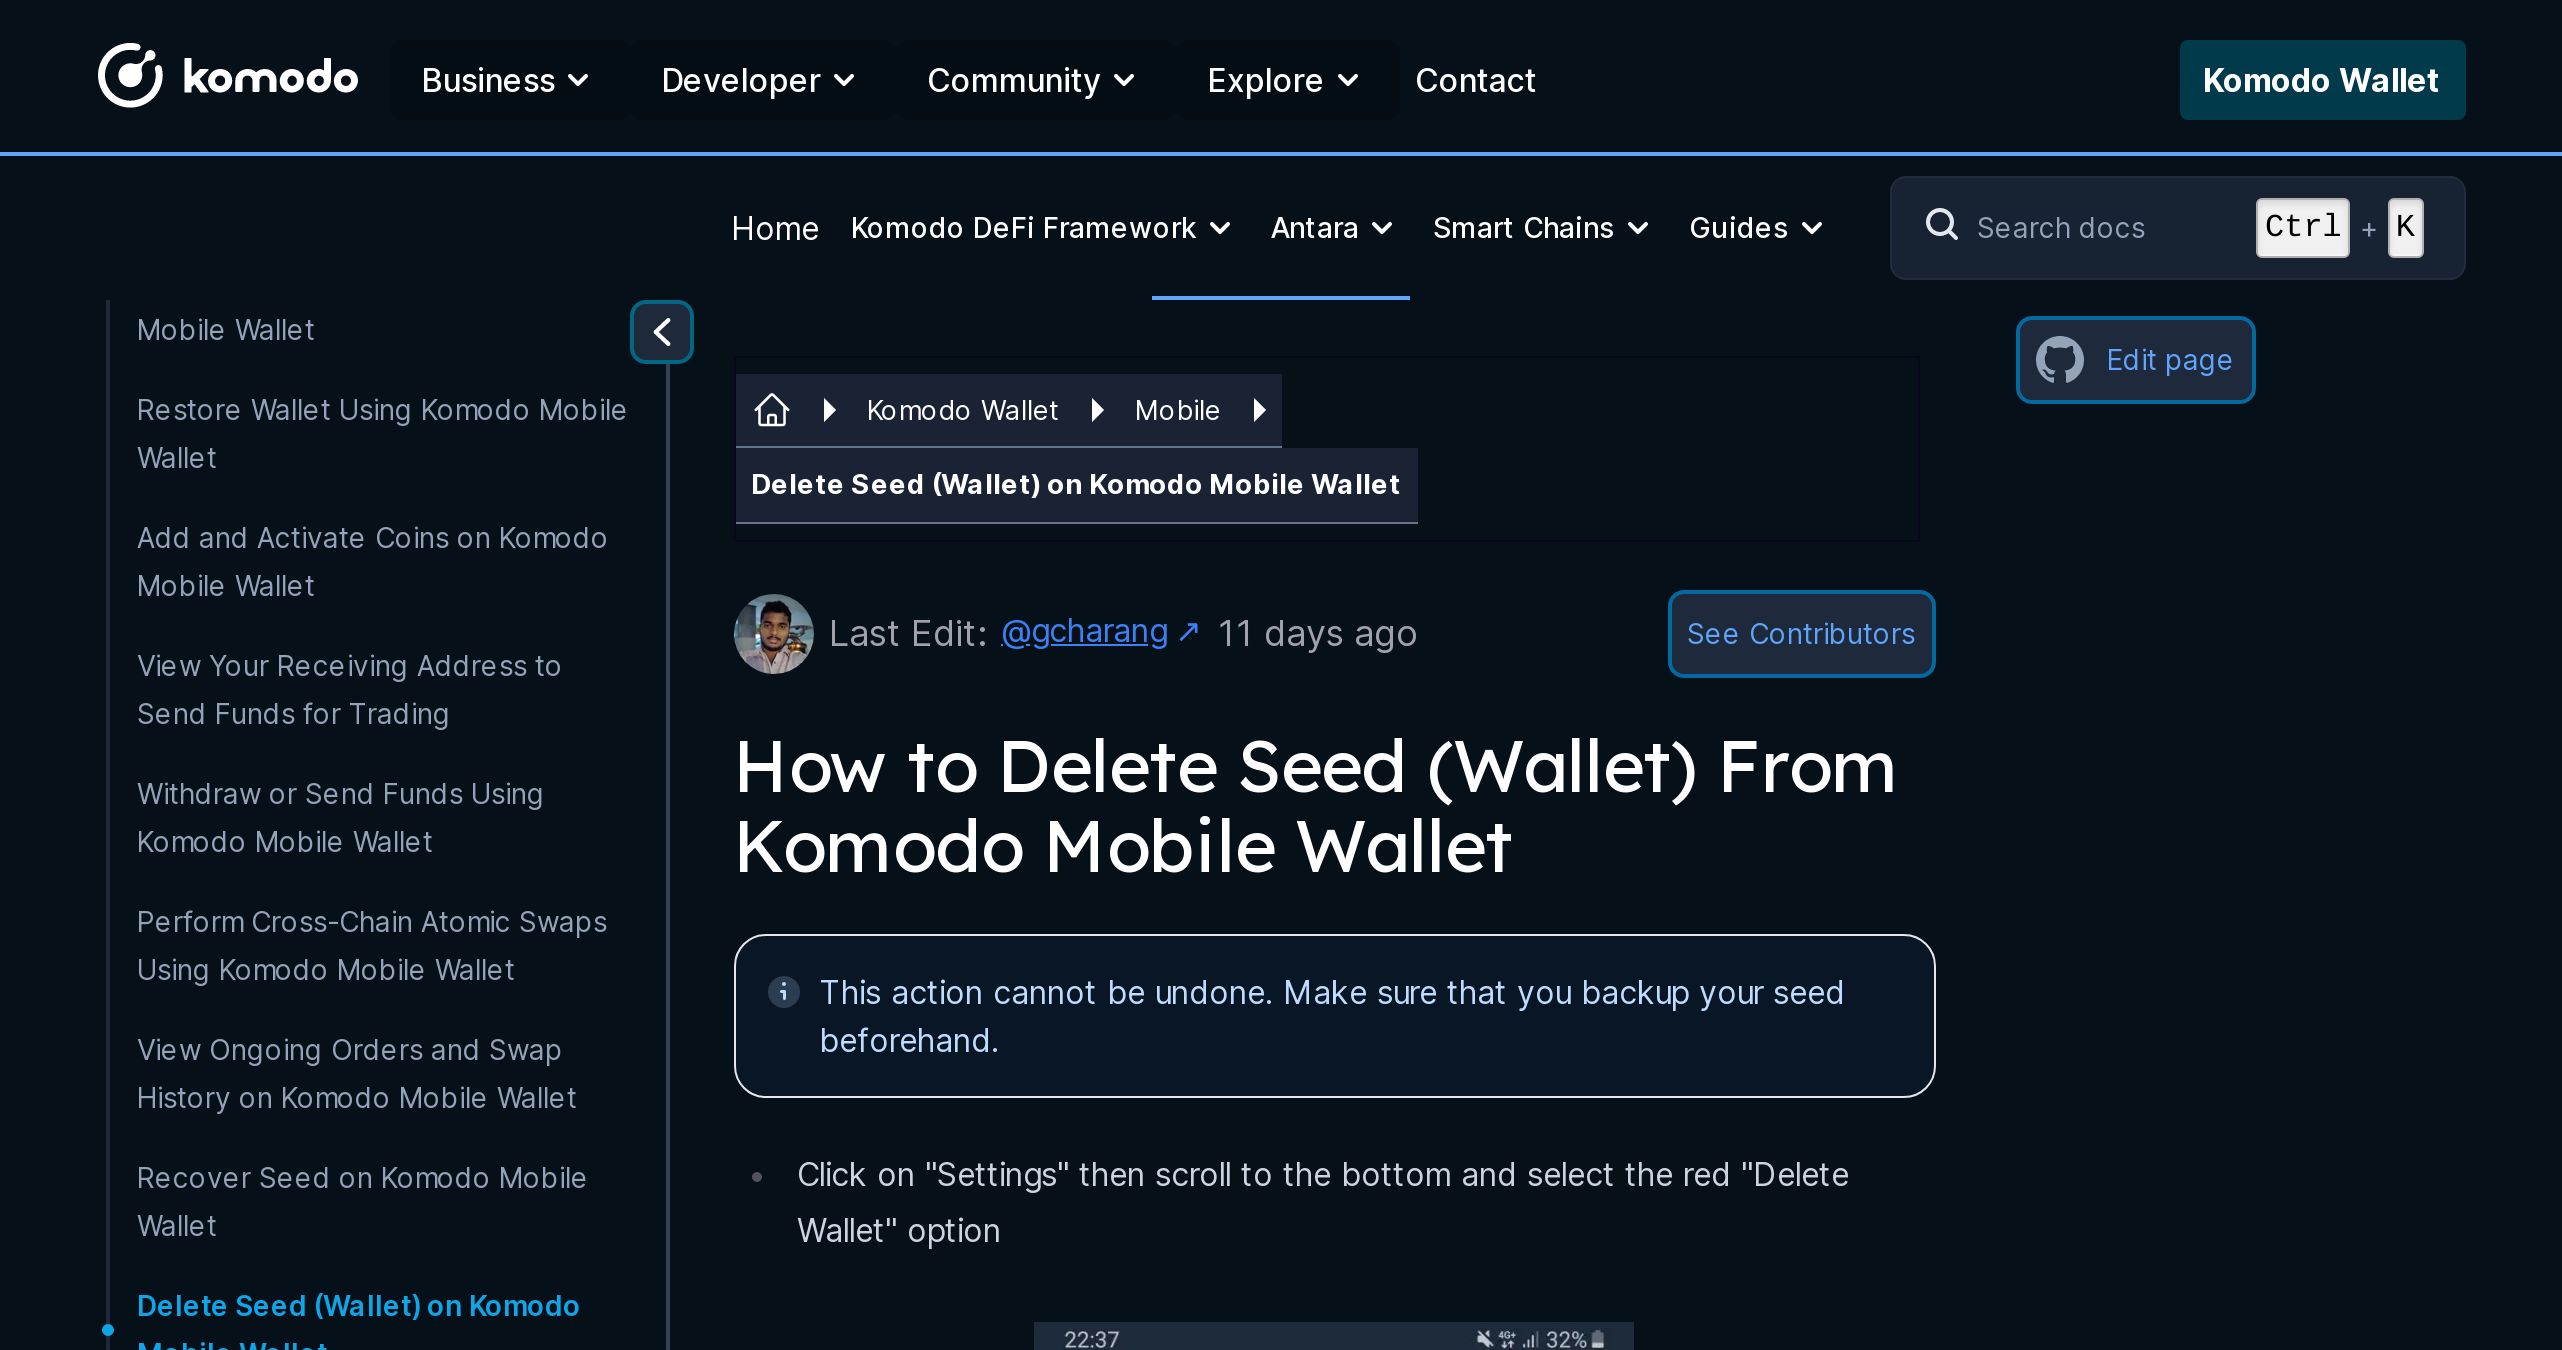 komodo
Business
Developer
Community
Explore
Contact
Komodo Wallet
Home
Komodo DeFi Framework
Antara
Smart Chains
Guides
Search docs
Ctrl + K
Mobile Wallet
Restore Wallet Using Komodo Mobile
Wallet
Add and Activate Coins on Komodo
Mobile Wallet
View Your Receiving Address to
Send Funds for Trading
Withdraw or Send Funds Using
Komodo Mobile Wallet
Perform Cross-Chain Atomic Swaps
Using Komodo Mobile Wallet
View Ongoing Orders and Swap
History on Komodo Mobile Wallet
Recover Seed on Komodo Mobile
Wallet
Delete Seed (Wallet) on Komodo
Mobile Wallet
Edit page
Komodo Wallet
Mobile
Delete Seed (Wallet) on Komodo Mobile Wallet
Last Edit: @gcharang ↗ 11 days ago
See Contributors
How to Delete Seed (Wallet) From
Komodo Mobile Wallet
This action cannot be undone. Make sure that you backup your seed
beforehand.
• Click on "Settings" then scroll to the bottom and select the red "Delete
Wallet" option
22:37
4G+
32%